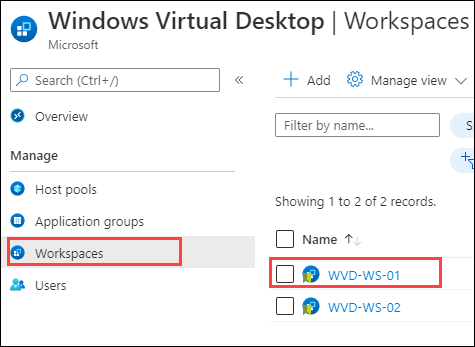 Windows Virtual Desktop | Workspaces
Microsoft
Search (Ctrl+/)
«
Add
Manage view
Overview
Filter by name...
S
Manage
Host pools
Application groups
Showing 1 to 2 of 2 records.
Name ↑↓
Workspaces
WVD-WS-01
Users
WVD-WS-02